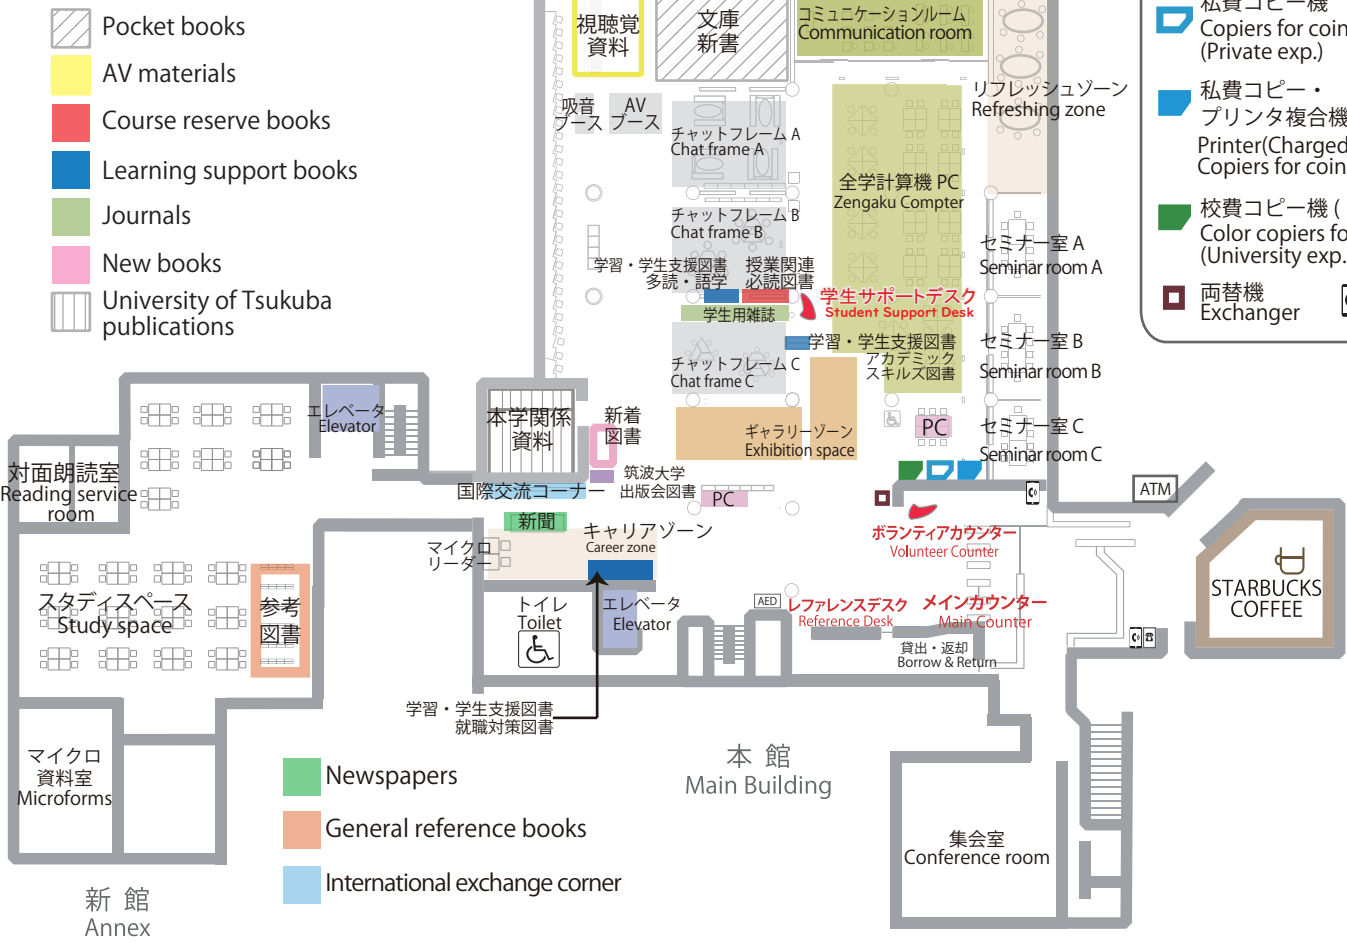 Pocket books
AV materials
Course reserve books
Learning support books
Journals
New books
University of Tsukuba
publications
視聴覚
資料
文庫
新書
コミュニケーションルーム
Communication room
私費コピー機
Copiers for coin
(Private exp.)
私費コピー・
プリンタ複合機
Printer(Charged
Copiers for coin
校費コピー機 (
Color copiers fo
(University exp.
両替機
Exchanger
リフレッシュゾーン
Refreshing zone
吸音
ブース
AV
ブース
チャットフレーム A
Chat frame A
全学計算機 PC
Zengaku Compter
チャットフレーム B
Chat frame B
セミナー室 A
Seminar room A
学習・学生支援図書
多読・語学
授業関連
必読図書
学生サポートデスク
Student Support Desk
学生用雑誌
学習・学生支援図書
アカデミック
スキルズ図書
セミナー室 B
Seminar room B
チャットフレーム C
Chat frame C
エレベータ
Elevator
本学関係
資料
新着
図書
ギャラリーゾーン
Exhibition space
PC
セミナー室 C
Seminar room C
対面朗読室
Reading service
room
国際交流コーナー
筑波大学
出版会図書
PC
ATM
新聞
キャリアゾーン
Career zone
マイクロ
リーダー
ボランティアカウンター
Volunteer Counter
STARBUCKS
COFFEE
スタディスペース
Study space
参考
図書
トイレ
Toilet
エレベータ
Elevator
AED
レファレンスデスク
Reference Desk
メインカウンター
Main Counter
貸出・返却
Borrow & Return
学習・学生支援図書
就職対策図書
マイクロ
資料室
Microforms
Newspapers
General reference books
International exchange corner
本 館
Main Building
集会室
Conference room
新 館
Annex